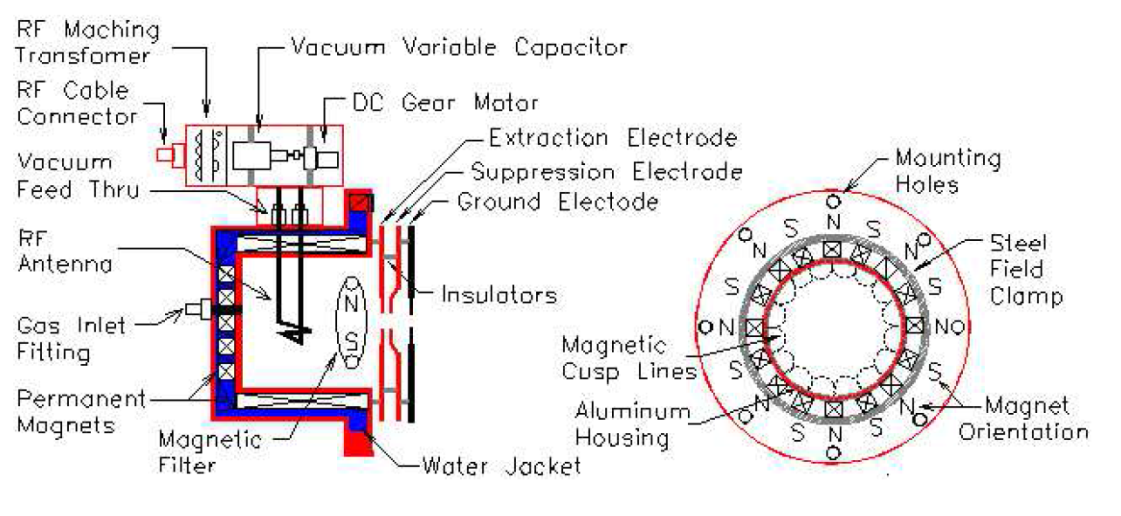 RF Maching
Transfomer
RF Cable
Connector
Vacuum
Feed Thru
RF
Antenna
Gas Inlet
Fitting
Permanent
Magnets
Magnetic
Filter
Vacuum Variable Capacitor
DC Gear Motor
Extraction Electrode
Suppression Electrode
Ground Electode
Insulators
N
S
Water Jacket
Mounting
Holes
Steel
Field
Clamp
Magnetic
Cusp Lines
Aluminum
Housing
Magnet
Orientation
N
S
N
S
N
S
N
S
N
S
N
S
N
S
N
S